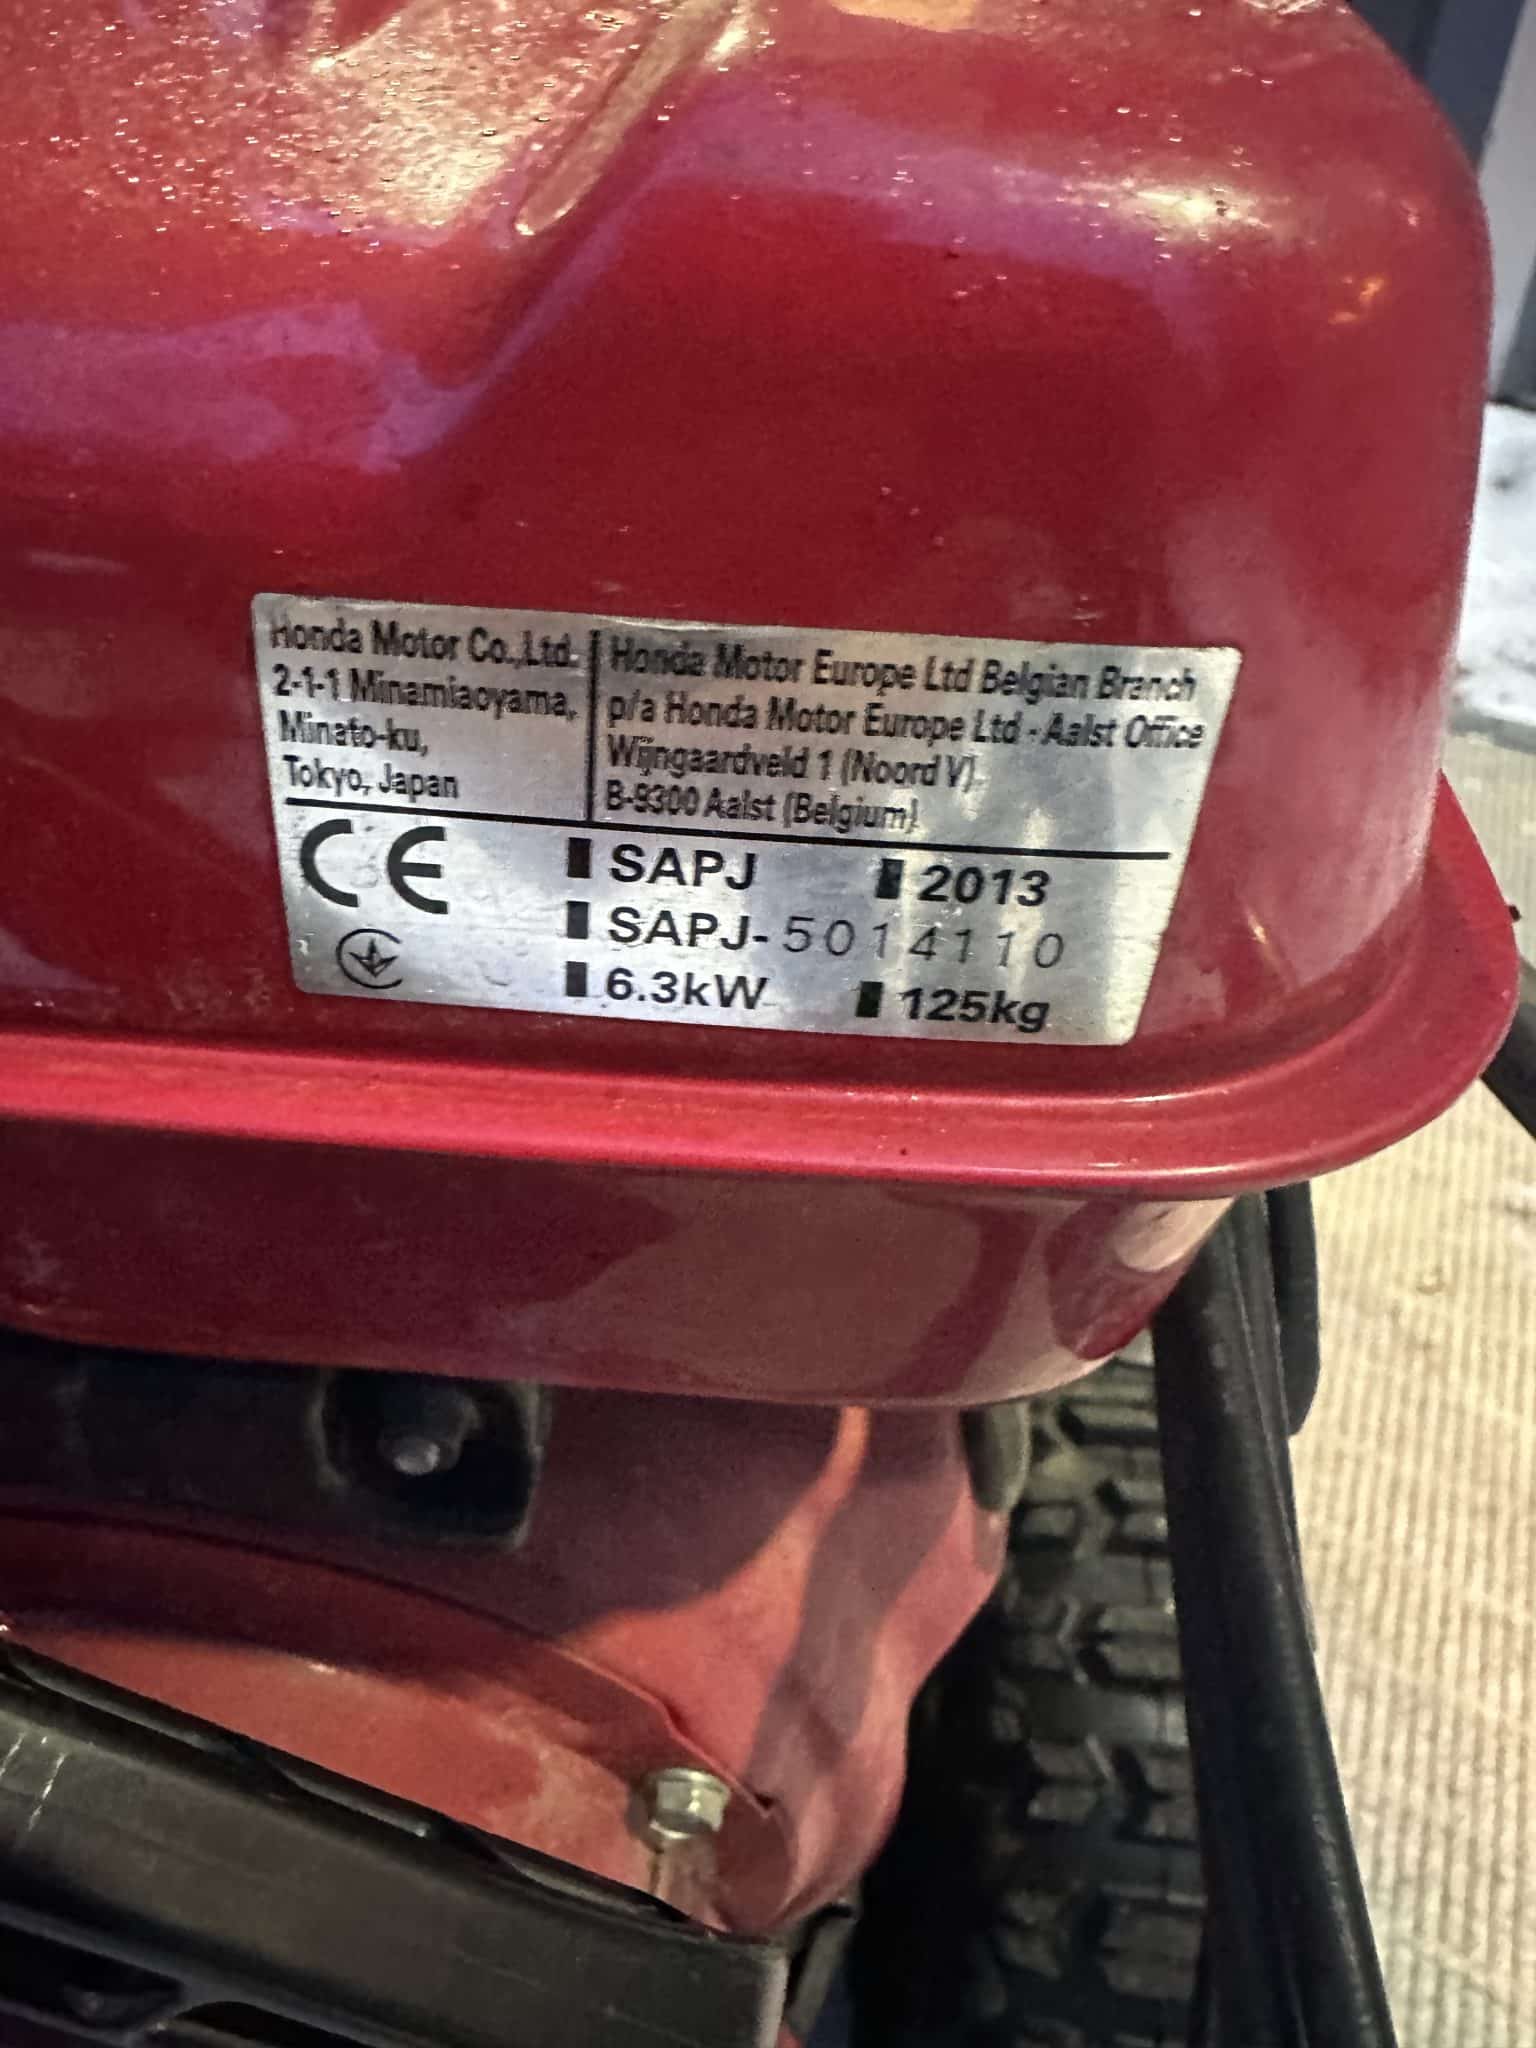 Honda Motor Co.,Ltd.
2-1-1 Minamiaoyama,
Minato-ku,
Tokyo, Japan
Honda Motor Europe Ltd Belgian Branch
p/a Honda Motor Europe Ltd - Aalst Office
Wijngaardveld 1 (Noord V)
B-9300 Aalst (Belgium)
CE
SAPJ 2013
SAPJ-5014110
6.3kW 125kg